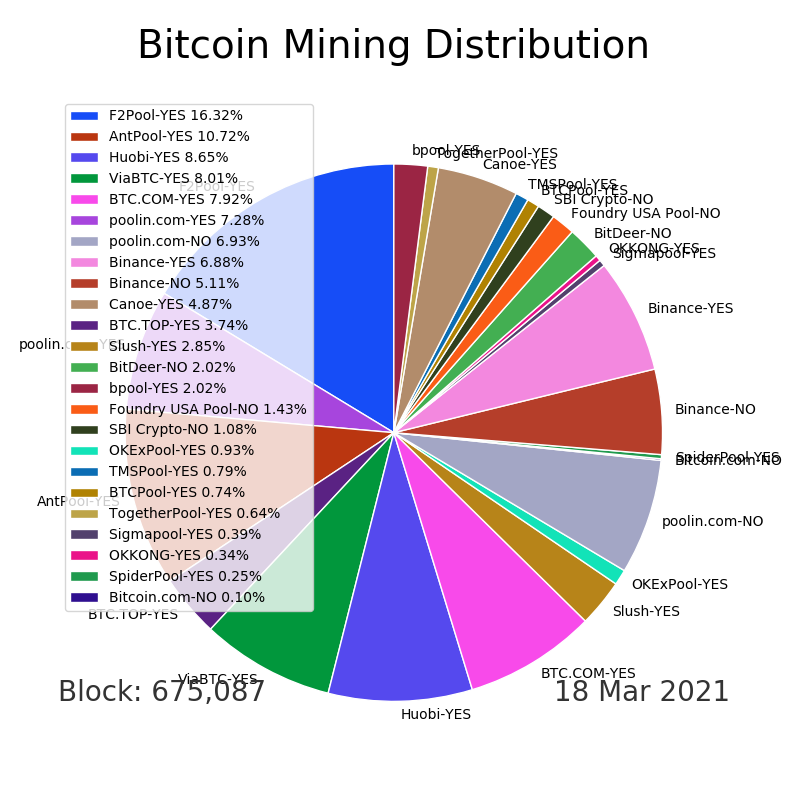 Bitcoin Mining Distribution
F2Pool-YES 16.32%
AntPool-YES 10.72%
Huobi-YES 8.65%
ViaBTC-YES 8.01%
BTC.COM-YES 7.92%
poolin.com-YES 7.28%
poolin.com-NO 6.93%
Binance-YES 6.88%
Binance-NO 5.11%
Canoe-YES 4.87%
BTC.TOP-YES 3.74%
Slush-YES 2.85%
BitDeer-NO 2.02%
bpool-YES 2.02%
Foundry USA Pool-NO 1.43%
SBI Crypto-NO 1.08%
OKExPool-YES 0.93%
TMSPool-YES 0.79%
BTCPool-YES 0.74%
TogetherPool-YES 0.64%
Sigmapool-YES 0.39%
OKKONG-YES 0.34%
SpiderPool-YES 0.25%
Bitcoin.com-NO 0.10%
bpool-YES
TogetherPool-YES
Canoe-YES
TMSPool-YES
BTCPool-YES
SBI Crypto-NO
Foundry USA Pool-NO
BitDeer-NO
OKKONG-YES
Sigmapool-YES
Binance-YES
Binance-NO
SpiderPool-YES
Bitcoin.com-NO
poolin.com-NO
OKExPool-YES
Slush-YES
BTC.COM-YES
Huobi-YES
ViaBTC-YES
BTC.TOP-YES
AntPool-YES
poolin.com-YES
F2Pool-YES
Block: 675,087
18 Mar 2021